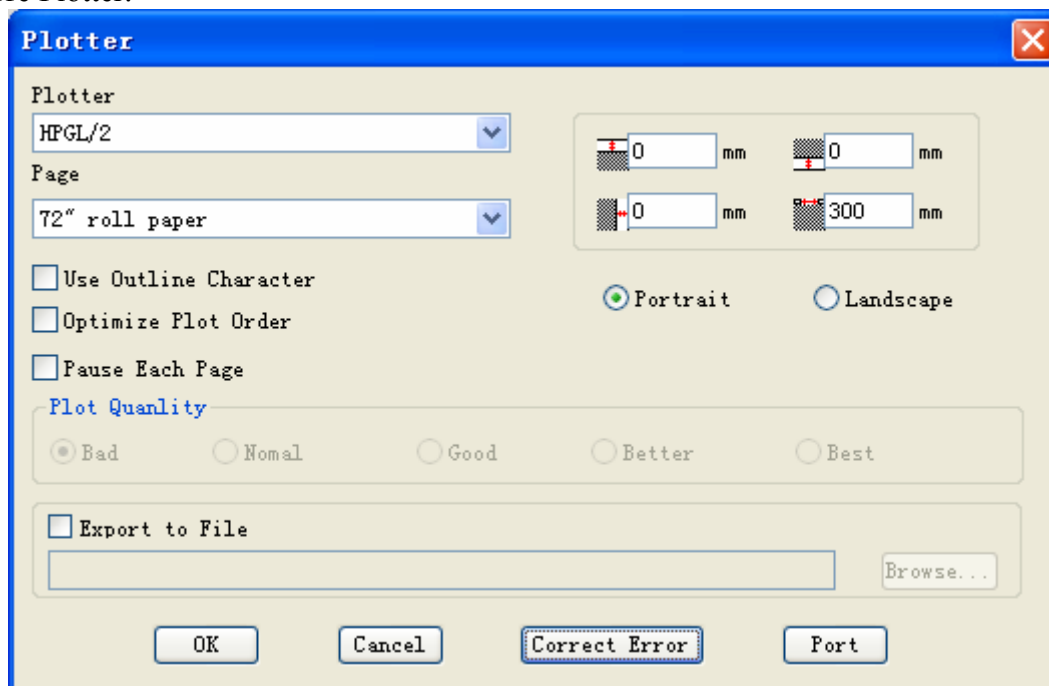 Plotter
Plotter
HPGL/2
Page
72" roll paper
0 mm 0 mm
0 mm 300 mm
Use Outline Character
Optimize Plot Order
Pause Each Page
Portrait Landscape
Plot Quanlity
Bad Nomal Good Better Best
Export to File
Browse...
OK Cancel Correct Error Port